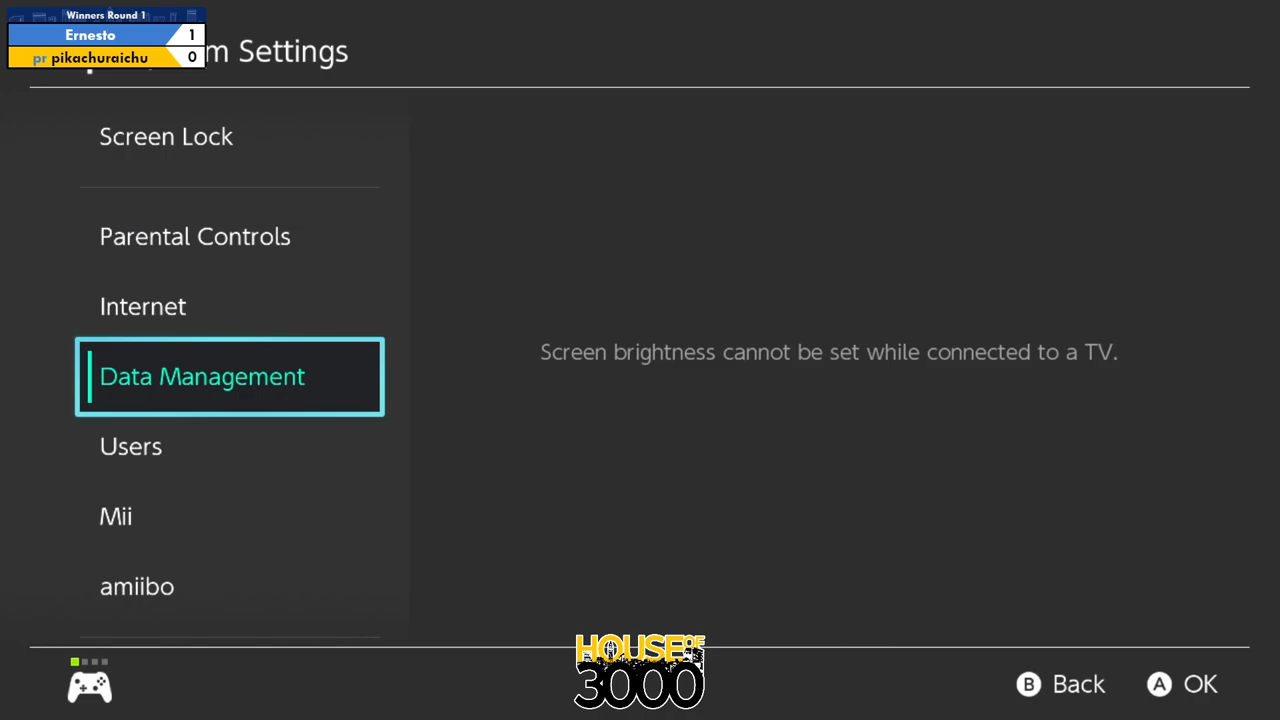 Winners Round 1
Ernesto 1
pr pikachuraichu 0
m Settings
Screen Lock
Parental Controls
Internet
Data Management
Users
Mii
amiibo
Screen brightness cannot be set while connected to a TV.
HOUSE OF
3000
B Back
A OK